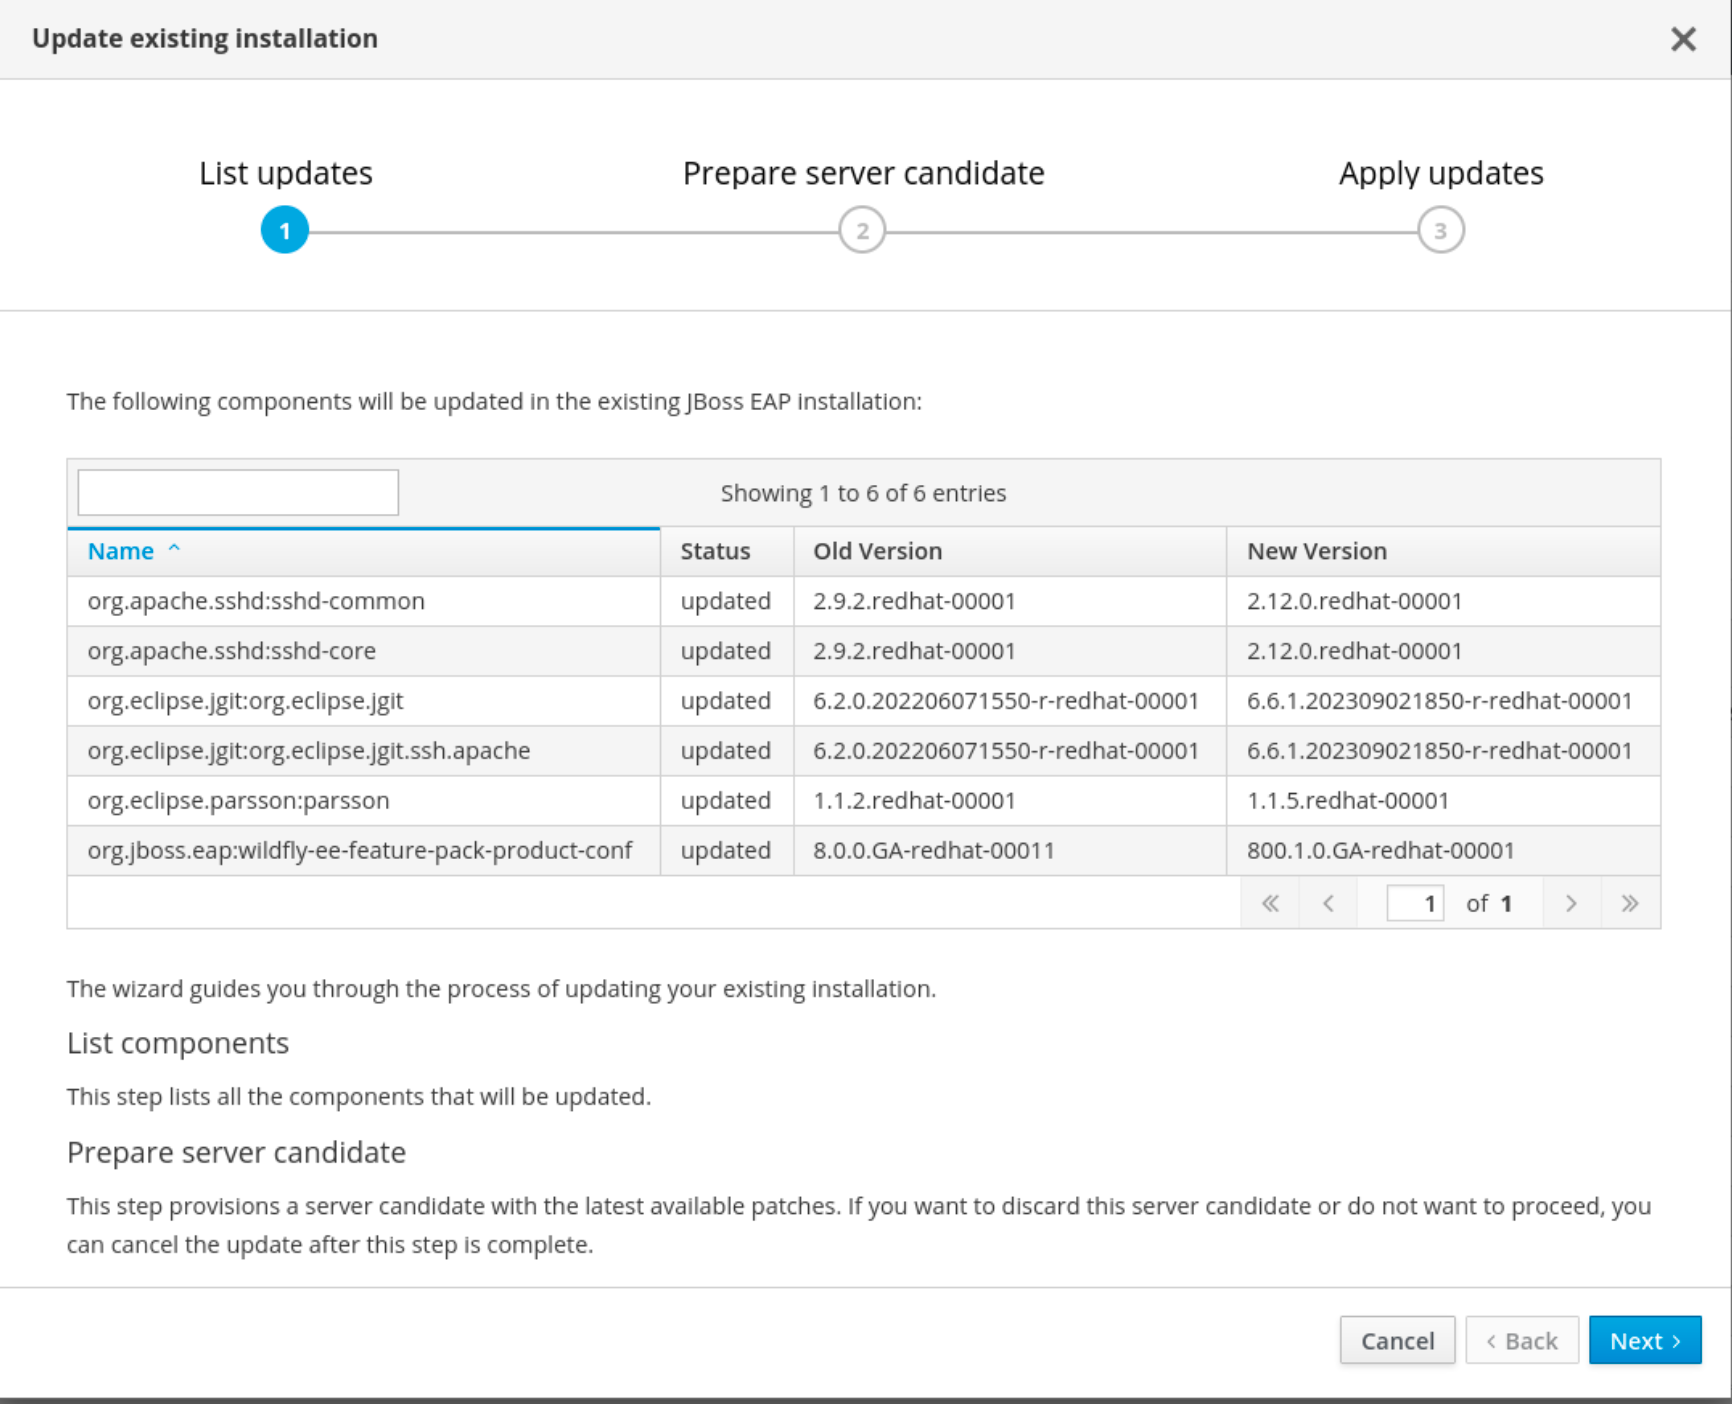 Update existing installation
List updates
Prepare server candidate
Apply updates
1
2
3
The following components will be updated in the existing JBoss EAP installation:
Showing 1 to 6 of 6 entries
Name Status Old Version New Version
org.apache.sshd:sshd-common updated 2.9.2.redhat-00001 2.12.0.redhat-00001
org.apache.sshd:sshd-core updated 2.9.2.redhat-00001 2.12.0.redhat-00001
org.eclipse.jgit:org.eclipse.jgit updated 6.2.0.202206071550-r-redhat-00001 6.6.1.202309021850-r-redhat-00001
org.eclipse.jgit:org.eclipse.jgit.ssh.apache updated 6.2.0.202206071550-r-redhat-00001 6.6.1.202309021850-r-redhat-00001
org.eclipse.parsson:parsson updated 1.1.2.redhat-00001 1.1.5.redhat-00001
org.jboss.eap:wildfly-ee-feature-pack-product-conf updated 8.0.0.GA-redhat-00011 800.1.0.GA-redhat-00001
1 of 1
The wizard guides you through the process of updating your existing installation.
List components
This step lists all the components that will be updated.
Prepare server candidate
This step provisions a server candidate with the latest available patches. If you want to discard this server candidate or do not want to proceed, you
can cancel the update after this step is complete.
Cancel
Back
Next